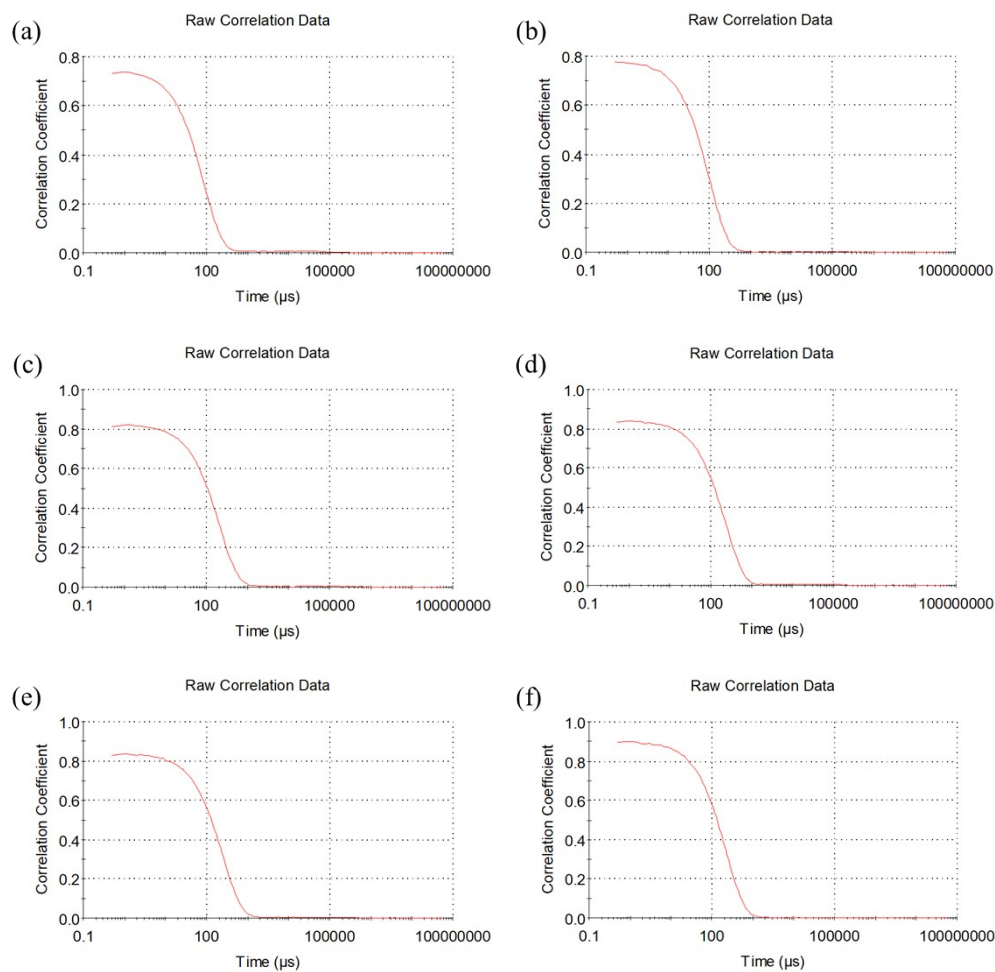 (a)
Raw Correlation Data
Correlation Coefficient
0.8
0.6
0.4
0.2
0.0
0.1 100 100000 100000000
Time (µs)
(b)
Raw Correlation Data
Correlation Coefficient
0.8
0.6
0.4
0.2
0.0
0.1 100 100000 100000000
Time (µs)
(c)
Raw Correlation Data
Correlation Coefficient
1.0
0.8
0.6
0.4
0.2
0.0
0.1 100 100000 100000000
Time (µs)
(d)
Raw Correlation Data
Correlation Coefficient
1.0
0.8
0.6
0.4
0.2
0.0
0.1 100 100000 100000000
Time (µs)
(e)
Raw Correlation Data
Correlation Coefficient
1.0
0.8
0.6
0.4
0.2
0.0
0.1 100 100000 100000000
Time (µs)
(f)
Raw Correlation Data
Correlation Coefficient
1.0
0.8
0.6
0.4
0.2
0.0
0.1 100 100000 100000000
Time (µs)